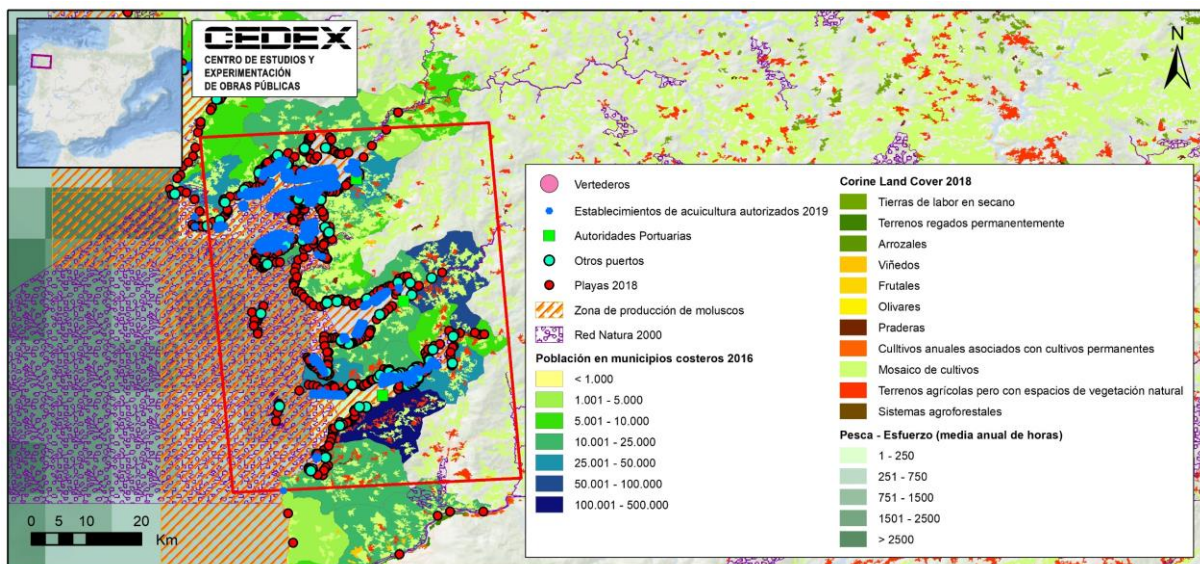 CEDEX
CENTRO DE ESTUDIOS Y
EXPERIMENTACIÓN
DE OBRAS PÚBLICAS
N
Vertederos
Establecimientos de acuicultura autorizados 2019
Autoridades Portuarias
Otros puertos
Playas 2018
Zona de producción de moluscos
Red Natura 2000
Población en municipios costeros 2016
< 1.000
1.001 - 5.000
5.001 - 10.000
10.001 - 25.000
25.001 - 50.000
50.001 - 100.000
100.001 - 500.000
Corine Land Cover 2018
Tierras de labor en secano
Terrenos regados permanentemente
Arrozales
Viñedos
Frutales
Olivares
Praderas
Cultivos anuales asociados con cultivos permanentes
Mosaico de cultivos
Terrenos agrícolas pero con espacios de vegetación natural
Sistemas agroforestales
Pesca - Esfuerzo (media anual de horas)
1 - 250
251 - 750
751 - 1500
1501 - 2500
> 2500
0 5 10 20
Km